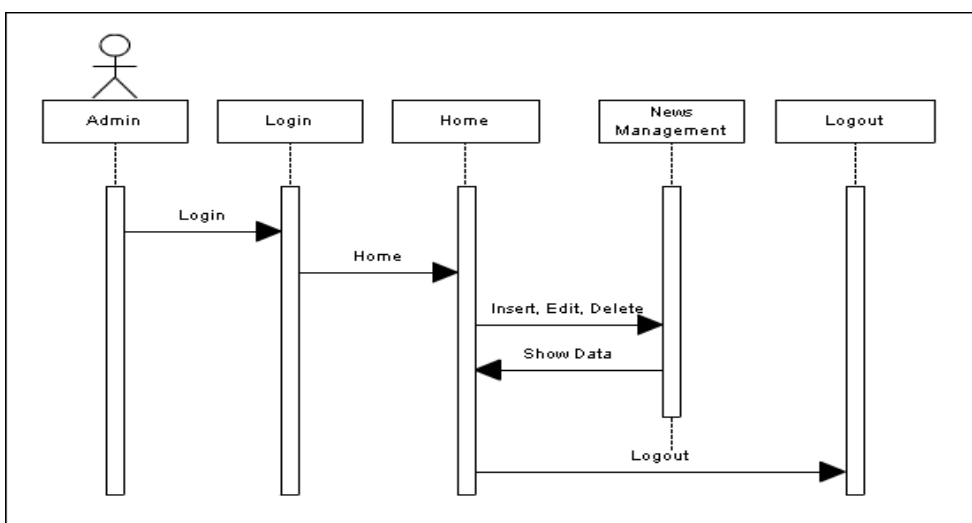 Admin
Login
Home
News
Management
Logout
Login
Home
Insert, Edit, Delete
Show Data
Logout